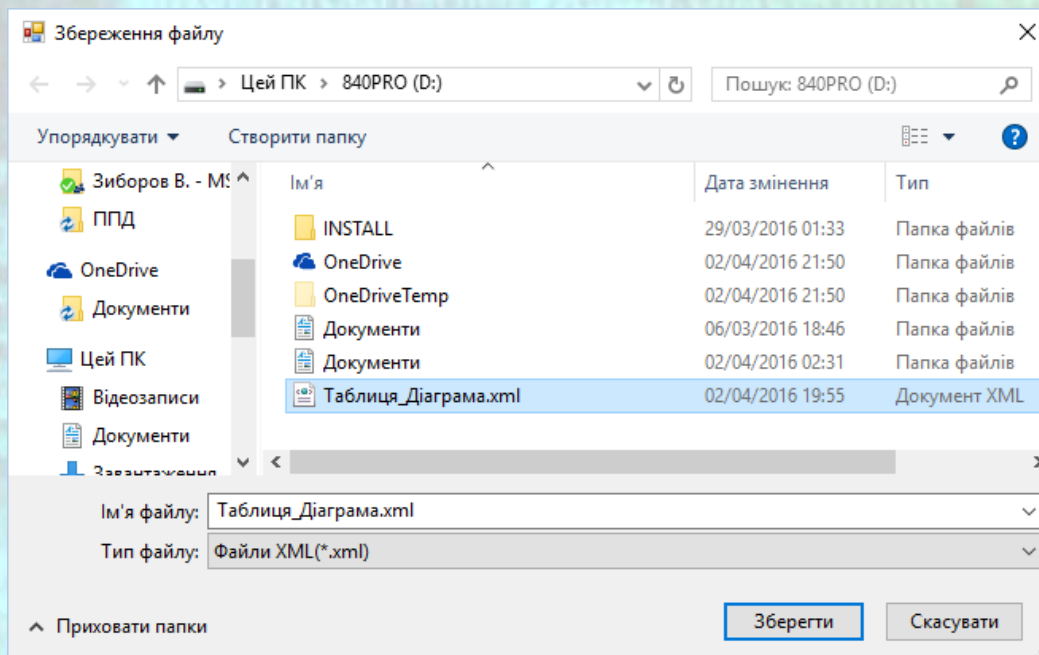 Збереження файлу
Цей ПК > 840PRO (D:)
Пошук: 840PRO (D:)
Упорядкувати
Створити папку
Зиборов В. - MS
ППД
OneDrive
Документи
Цей ПК
Відеозаписи
Документи
Завантаження
Ім'я Дата змінення Тип
INSTALL 29/03/2016 01:33 Папка файлів
OneDrive 02/04/2016 21:50 Папка файлів
OneDriveTemp 02/04/2016 21:50 Папка файлів
Документи 06/03/2016 18:46 Папка файлів
Документи 02/04/2016 02:31 Папка файлів
Таблиця_Діаграма.xml 02/04/2016 19:55 Документ XML
Ім'я файлу: Таблиця_Діаграма.xml
Тип файлу: Файли XML(*.xml)
Приховати папки
Зберегти
Скасувати